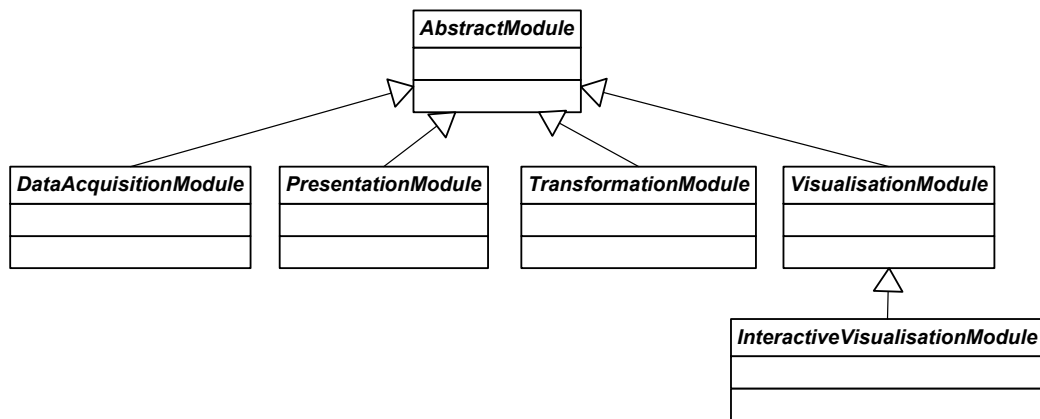 AbstractModule
DataAcquisitionModule
PresentationModule
TransformationModule
VisualisationModule
InteractiveVisualisationModule